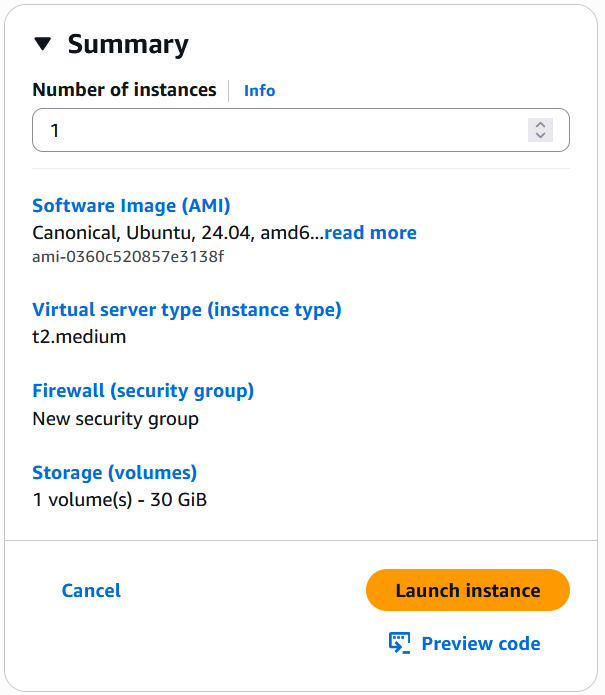 Summary
Number of instances Info
1
Software Image (AMI)
Canonical, Ubuntu, 24.04, amd6...read more
ami-0360c520857e3138f
Virtual server type (instance type)
t2.medium
Firewall (security group)
New security group
Storage (volumes)
1 volume(s) - 30 GiB
Cancel
Launch instance
Preview code